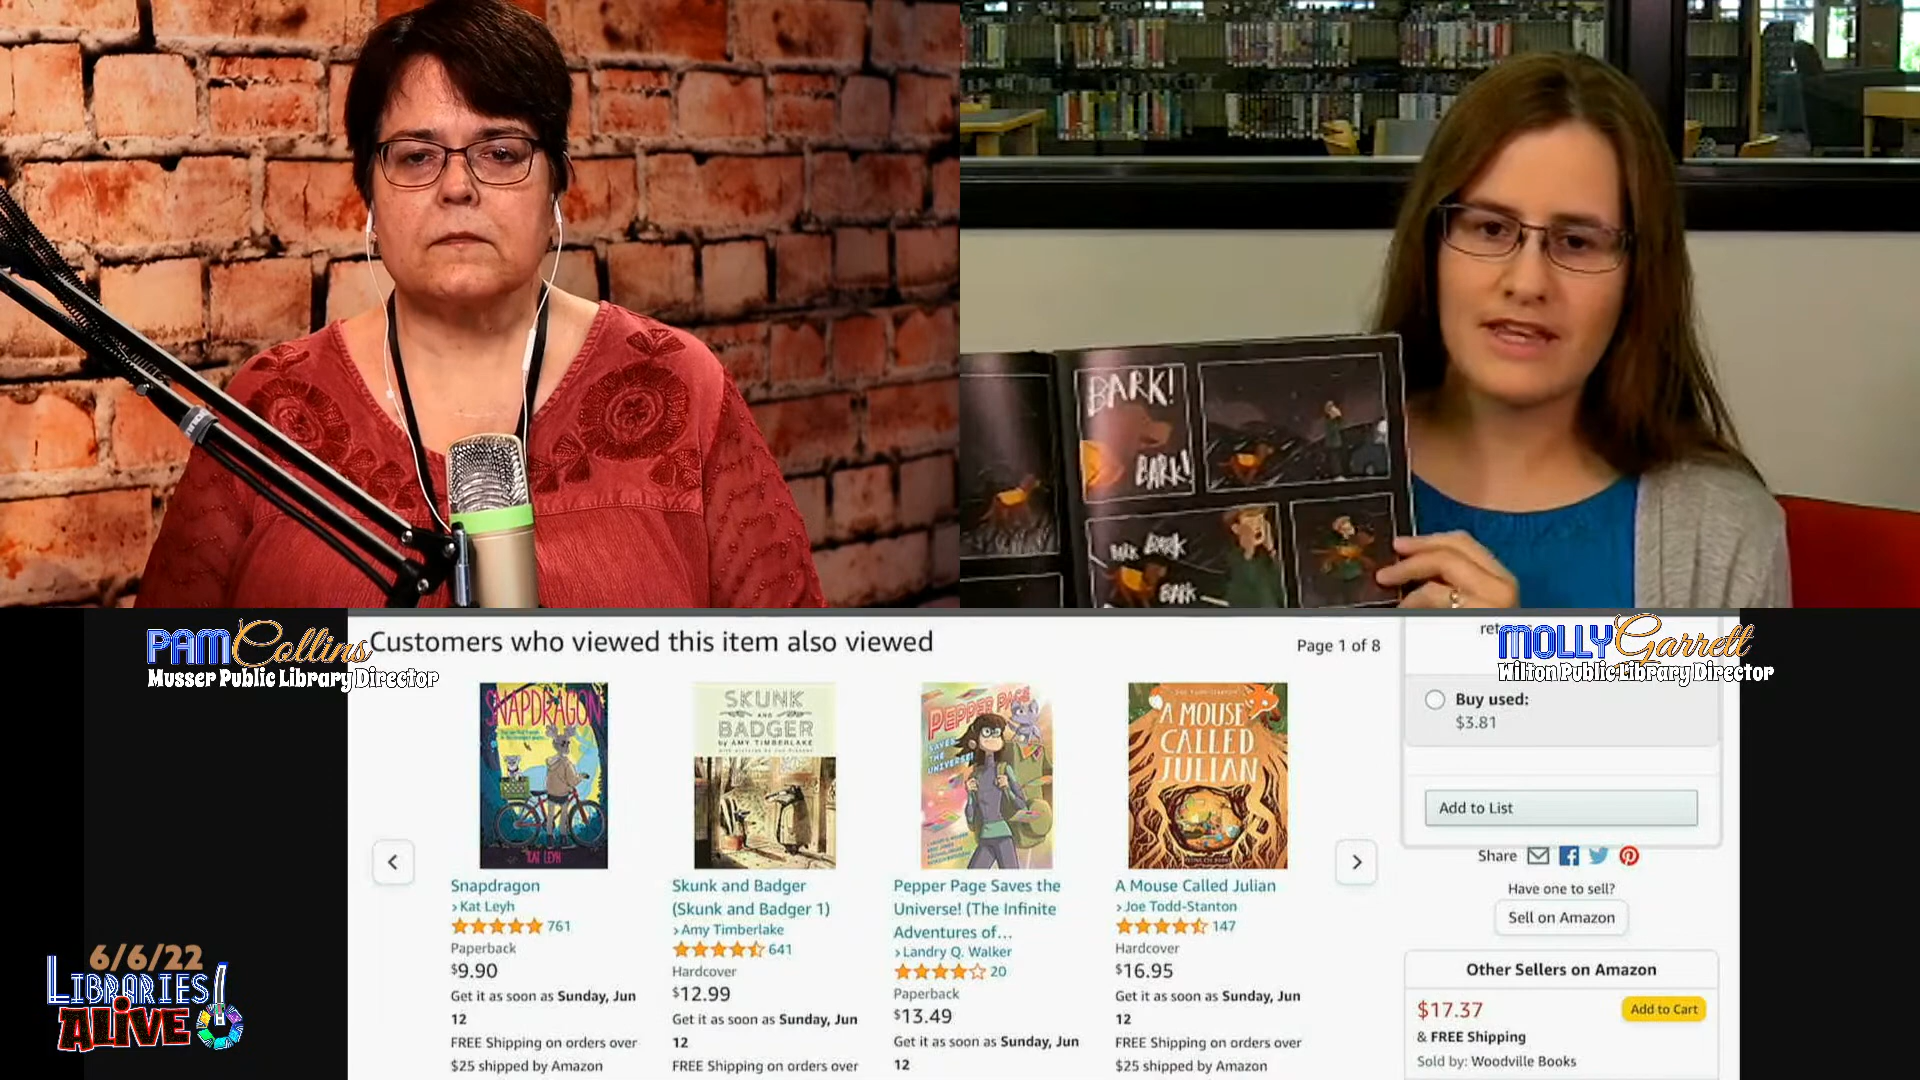 BARK!
BARK!
BARK BARK
BARK
PAM Collins
Musser Public Library Director
MOLLY Garrett
Wilton Public Library Director
Customers who viewed this item also viewed
Page 1 of 8
ret
Buy used:
$3.81
Add to List
Share
Have one to sell?
Sell on Amazon
Other Sellers on Amazon
$17.37
Add to Cart
& FREE Shipping
Sold by: Woodville Books
SNAPDRAGON
KAT LEYH
Snapdragon
› Kat Leyh
761
Paperback
$9.90
Get it as soon as Sunday, Jun
12
FREE Shipping on orders over
$25 shipped by Amazon
SKUNK
AND
BADGER
by AMY TIMBERLAKE
Skunk and Badger
(Skunk and Badger 1)
› Amy Timberlake
641
Hardcover
$12.99
Get it as soon as Sunday, Jun
12
FREE Shipping on orders over
PEPPER PAGE
SAVES
THE
UNIVERSE!
Pepper Page Saves the
Universe! (The Infinite
Adventures of...
› Landry Q. Walker
20
Paperback
$13.49
Get it as soon as Sunday, Jun
12
JOE TODD-STANTON
A MOUSE
CALLED
JULIAN
A Mouse Called Julian
› Joe Todd-Stanton
147
Hardcover
$16.95
Get it as soon as Sunday, Jun
12
FREE Shipping on orders over
$25 shipped by Amazon
6/6/22
LIBRARIES
ALIVE